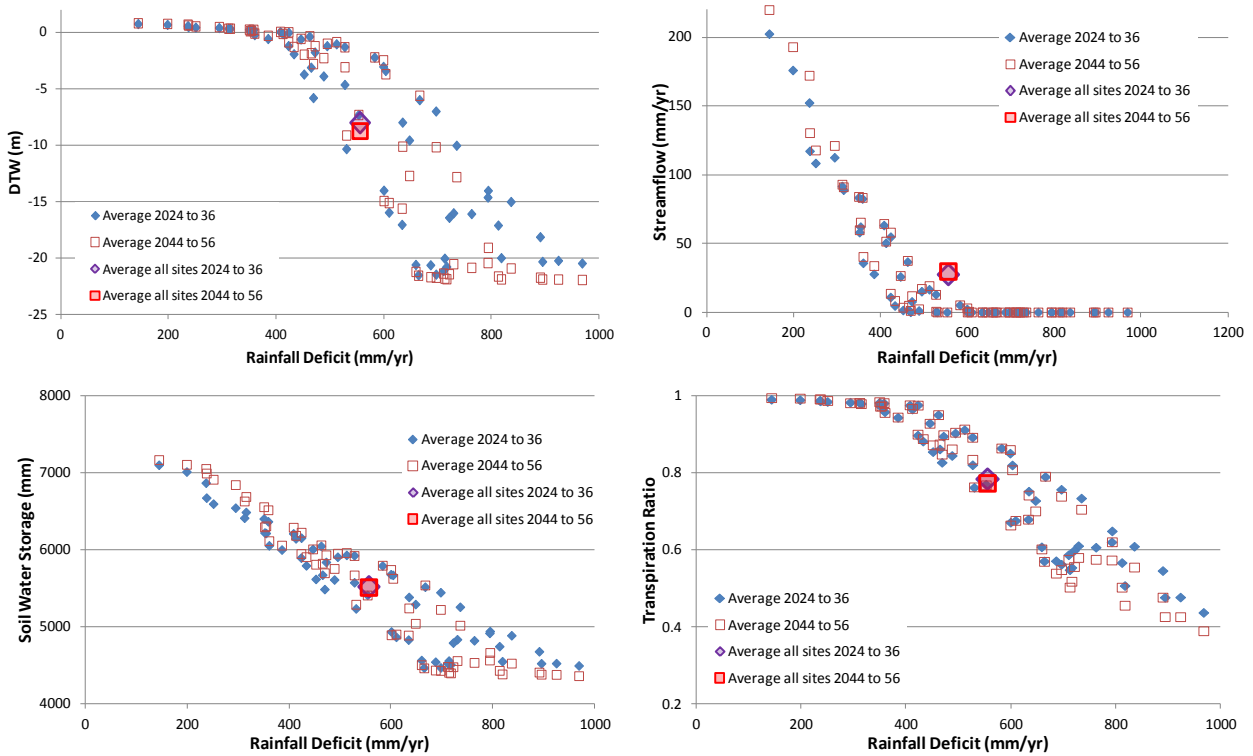 DTW (m)
0
-5
-10
-15
-20
-25
Average 2024 to 36
Average 2044 to 56
Average all sites 2024 to 36
Average all sites 2044 to 56
0 200 400 600 800 1000
Rainfall Deficit (mm/yr)
Streamflow (mm/yr)
200
150
100
50
0
Average 2024 to 36
Average 2044 to 56
Average all sites 2024 to 36
Average all sites 2044 to 56
0 200 400 600 800 1000 1200
Rainfall Deficit (mm/yr)
Soil Water Storage (mm)
8000
7000
6000
5000
4000
Average 2024 to 36
Average 2044 to 56
Average all sites 2024 to 36
Average all sites 2044 to 56
0 200 400 600 800 1000
Rainfall Deficit (mm/yr)
Transpiration Ratio
1
0.8
0.6
0.4
0.2
Average 2024 to 36
Average 2044 to 56
Average all sites 2024 to 36
Average all sites 2044 to 56
0 200 400 600 800 1000
Rainfall Deficit (mm/yr)